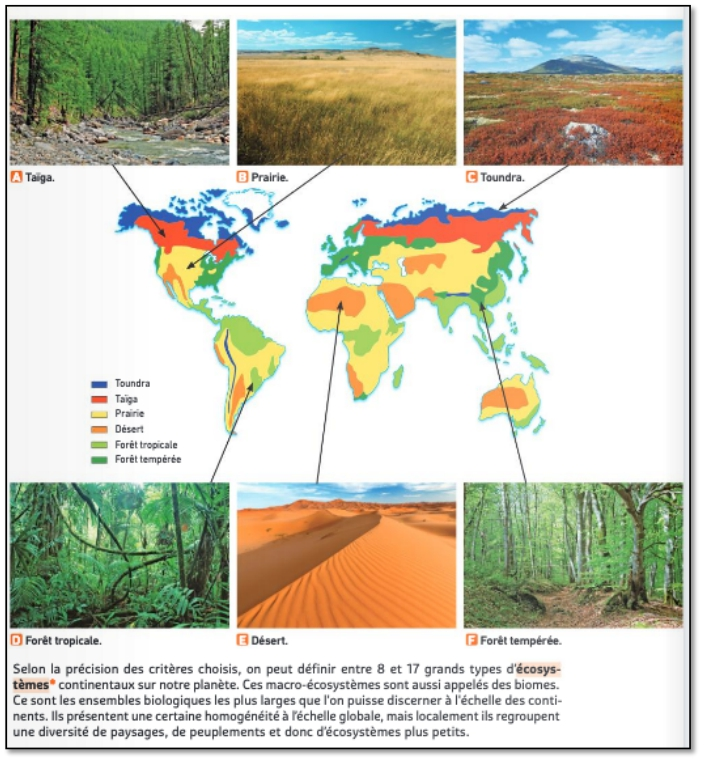 A Taïga.
B Prairie.
C Toundra.
Toundra
Taïga
Prairie
Désert
Forêt tropicale
Forêt tempérée
D Forêt tropicale.
E Désert.
F Forêt tempérée.
Selon la précision des critères choisis, on peut définir entre 8 et 17 grands types d'écosys-
tèmes* continentaux sur notre planète. Ces macro-écosystèmes sont aussi appelés des biomes.
Ce sont les ensembles biologiques les plus larges que l'on puisse discerner à l'échelle des conti-
nents. Ils présentent une certaine homogénéité à l'échelle globale, mais localement ils regroupent
une diversité de paysages, de peuplements et donc d'écosystèmes plus petits.